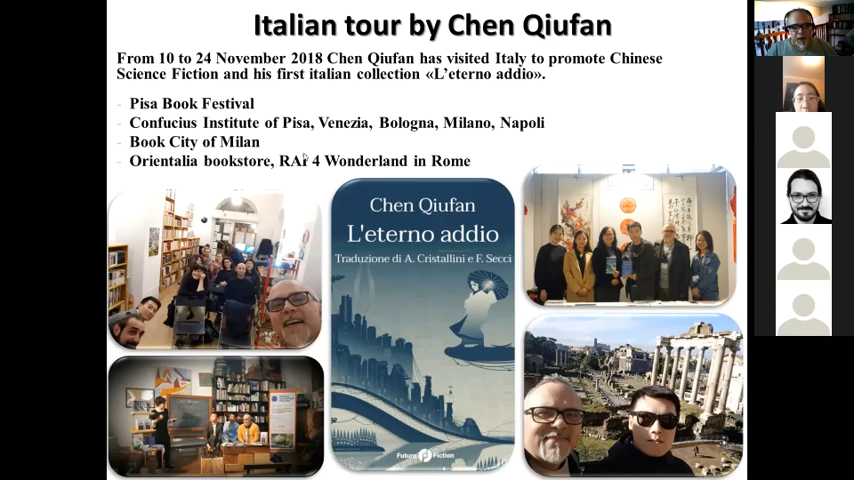 Italian tour by Chen Qiufan
From 10 to 24 November 2018 Chen Qiufan has visited Italy to promote Chinese
Science Fiction and his first italian collection «L'eterno addio».
- Pisa Book Festival
- Confucius Institute of Pisa, Venezia, Bologna, Milano, Napoli
- Book City of Milan
- Orientalia bookstore, RAI 4 Wonderland in Rome
Chen Qiufan
L'eterno addio
Traduzione di A. Cristallini e F. Secci
Future Fiction